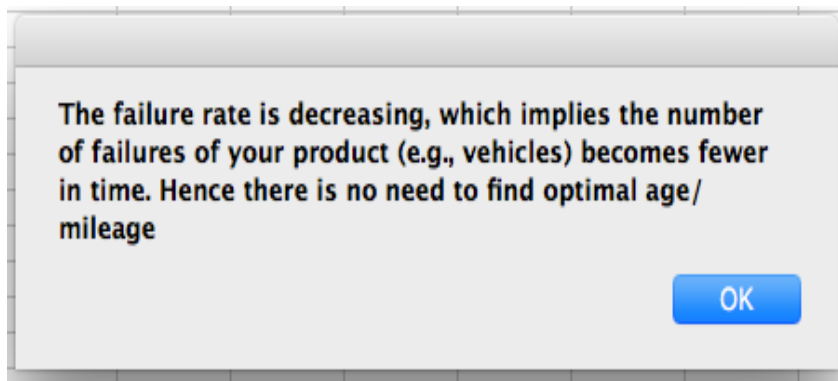 The failure rate is decreasing, which implies the number
of failures of your product (e.g., vehicles) becomes fewer
in time. Hence there is no need to find optimal age/
mileage
OK